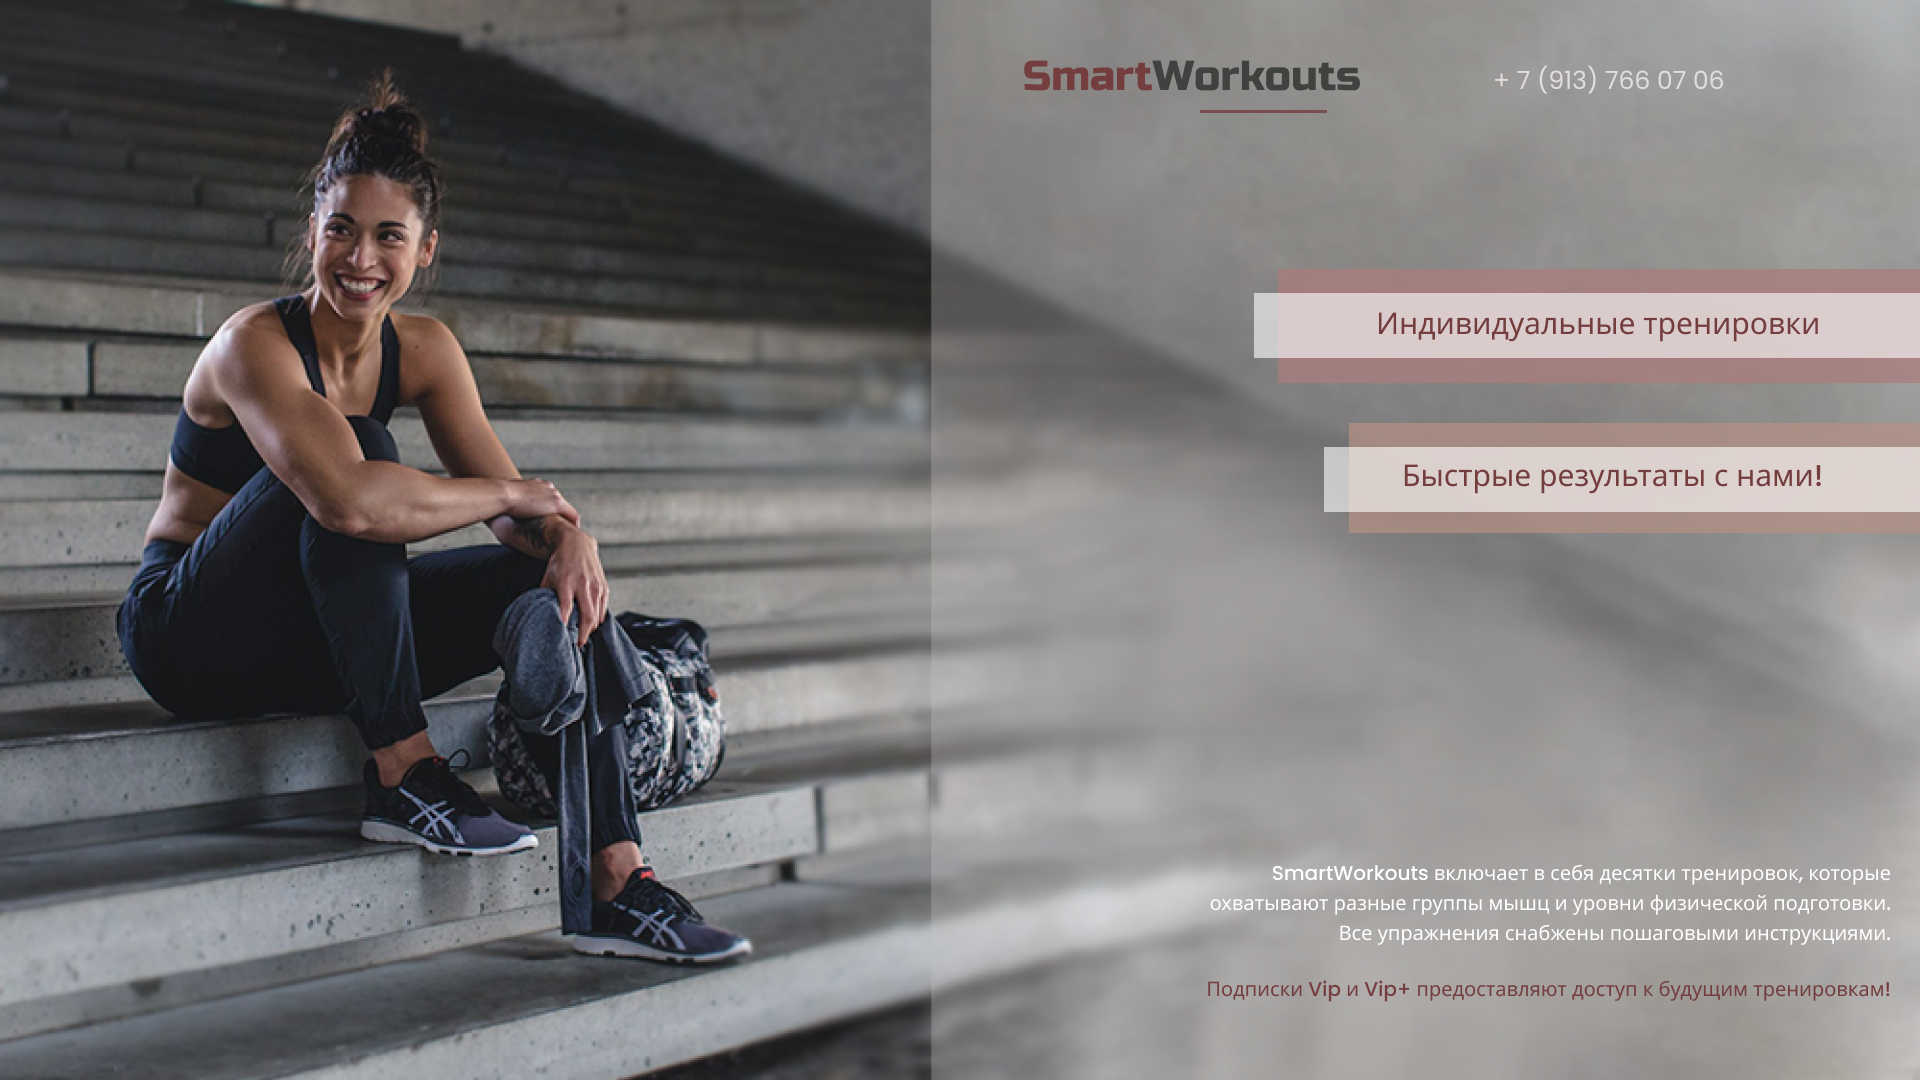 SmartWorkouts
+ 7 (913) 766 07 06
Индивидуальные тренировки
Быстрые результаты с нами!
SmartWorkouts включает в себя десятки тренировок, которые
охватывают разные группы мышц и уровни физической подготовки.
Все упражнения снабжены пошаговыми инструкциями.
Подписки Vip и Vip+ предоставляют доступ к будущим тренировкам!